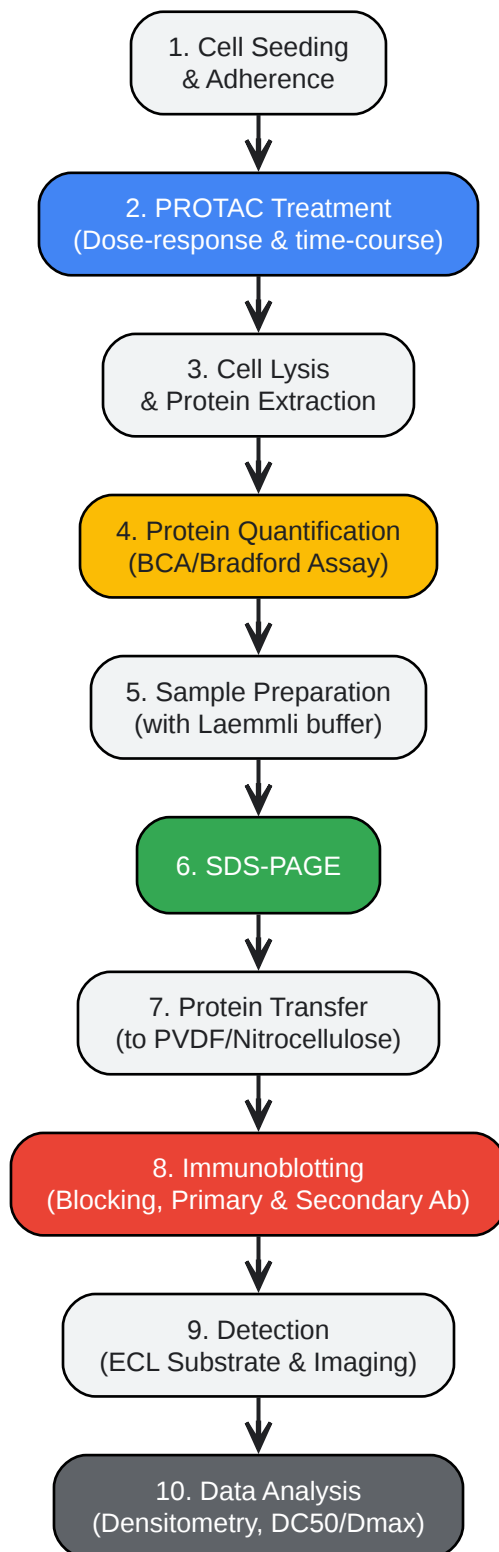 1. Cell Seeding
& Adherence
2. PROTAC Treatment
(Dose-response & time-course)
3. Cell Lysis
& Protein Extraction
4. Protein Quantification
(BCA/Bradford Assay)
5. Sample Preparation
(with Laemmli buffer)
6. SDS-PAGE
7. Protein Transfer
(to PVDF/Nitrocellulose)
8. Immunoblotting
(Blocking, Primary & Secondary Ab)
9. Detection
(ECL Substrate & Imaging)
10. Data Analysis
(Densitometry, DC50/Dmax)